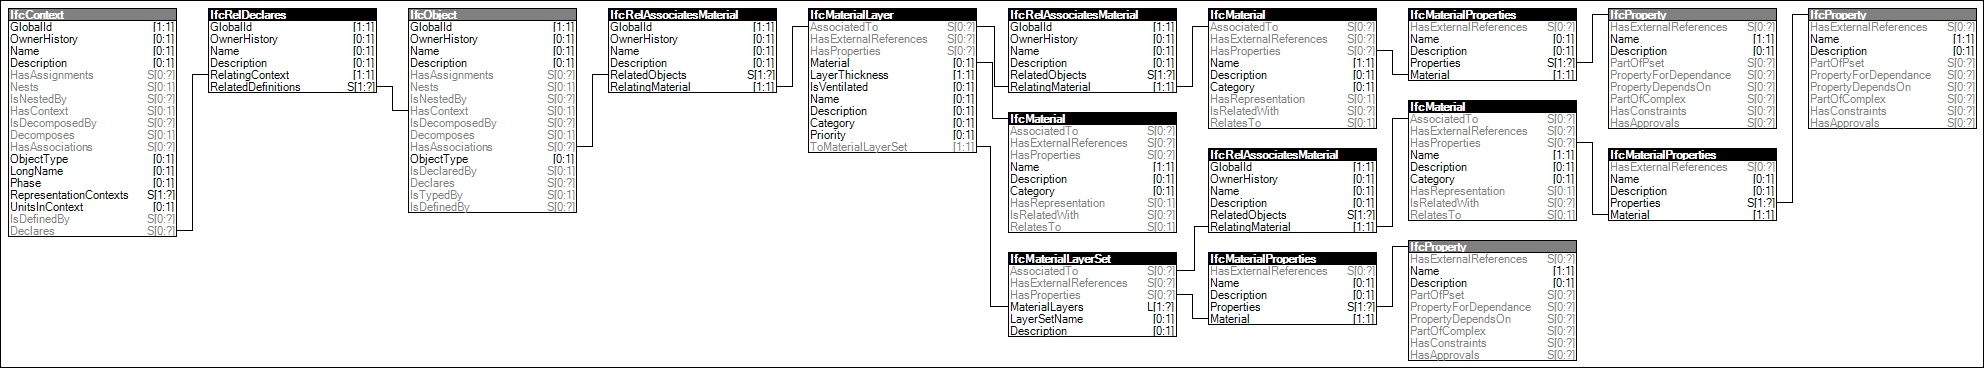 IfcContext
GlobalId [1:1]
OwnerHistory [0:1]
Name [0:1]
Description [0:1]
HasAssignments S[0:?]
Nests S[0:1]
IsNestedBy S[0:?]
HasContext S[0:1]
IsDecomposedBy S[0:?]
Decomposes S[0:1]
HasAssociations S[0:?]
ObjectType [0:1]
LongName [0:1]
Phase [0:1]
RepresentationContexts S[1:?]
UnitsInContext [0:1]
IsDefinedBy S[0:?]
Declares S[0:?]
IfcRelDeclares
GlobalId [1:1]
OwnerHistory [0:1]
Name [0:1]
Description [0:1]
RelatingContext [1:1]
RelatedDefinitions S[1:?]
IfcObject
GlobalId [1:1]
OwnerHistory [0:1]
Name [0:1]
Description [0:1]
HasAssignments S[0:?]
Nests S[0:1]
IsNestedBy S[0:?]
HasContext S[0:1]
IsDecomposedBy S[0:?]
Decomposes S[0:1]
HasAssociations S[0:?]
ObjectType [0:1]
IsDeclaredBy S[0:1]
Declares S[0:?]
IsTypedBy S[0:1]
IsDefinedBy S[0:?]
IfcRelAssociatesMaterial
GlobalId [1:1]
OwnerHistory [0:1]
Name [0:1]
Description [0:1]
RelatedObjects S[1:?]
RelatingMaterial [1:1]
IfcMaterialLayer
AssociatedTo S[0:?]
HasExternalReferences S[0:?]
HasProperties S[0:?]
Material [0:1]
LayerThickness [1:1]
IsVentilated [0:1]
Name [0:1]
Description [0:1]
Category [0:1]
Priority [0:1]
ToMaterialLayerSet [1:1]
IfcRelAssociatesMaterial
GlobalId [1:1]
OwnerHistory [0:1]
Name [0:1]
Description [0:1]
RelatedObjects S[1:?]
RelatingMaterial [1:1]
IfcMaterial
AssociatedTo S[0:?]
HasExternalReferences S[0:?]
HasProperties S[0:?]
Name [1:1]
Description [0:1]
Category [0:1]
HasRepresentation S[0:1]
IsRelatedWith S[0:?]
RelatesTo S[0:1]
IfcMaterialLayerSet
AssociatedTo S[0:?]
HasExternalReferences S[0:?]
HasProperties S[0:?]
MaterialLayers L[1:?]
LayerSetName [0:1]
Description [0:1]
IfcMaterial
AssociatedTo S[0:?]
HasExternalReferences S[0:?]
HasProperties S[0:?]
Name [1:1]
Description [0:1]
Category [0:1]
HasRepresentation S[0:1]
IsRelatedWith S[0:?]
RelatesTo S[0:1]
IfcRelAssociatesMaterial
GlobalId [1:1]
OwnerHistory [0:1]
Name [0:1]
Description [0:1]
RelatedObjects S[1:?]
RelatingMaterial [1:1]
IfcMaterialProperties
HasExternalReferences S[0:?]
Name [0:1]
Description [0:1]
Properties S[1:?]
Material [1:1]
IfcMaterialProperties
HasExternalReferences S[0:?]
Name [0:1]
Description [0:1]
Properties S[1:?]
Material [1:1]
IfcMaterial
AssociatedTo S[0:?]
HasExternalReferences S[0:?]
HasProperties S[0:?]
Name [1:1]
Description [0:1]
Category [0:1]
HasRepresentation S[0:1]
IsRelatedWith S[0:?]
RelatesTo S[0:1]
IfcProperty
HasExternalReferences S[0:?]
Name [1:1]
Description [0:1]
PartOfPset S[0:?]
PropertyForDependance S[0:?]
PropertyDependsOn S[0:?]
PartOfComplex S[0:?]
HasConstraints S[0:?]
HasApprovals S[0:?]
IfcProperty
HasExternalReferences S[0:?]
Name [1:1]
Description [0:1]
PartOfPset S[0:?]
PropertyForDependance S[0:?]
PropertyDependsOn S[0:?]
PartOfComplex S[0:?]
HasConstraints S[0:?]
HasApprovals S[0:?]
IfcMaterialProperties
HasExternalReferences S[0:?]
Name [0:1]
Description [0:1]
Properties S[1:?]
Material [1:1]
IfcProperty
HasExternalReferences S[0:?]
Name [1:1]
Description [0:1]
PartOfPset S[0:?]
PropertyForDependance S[0:?]
PropertyDependsOn S[0:?]
PartOfComplex S[0:?]
HasConstraints S[0:?]
HasApprovals S[0:?]